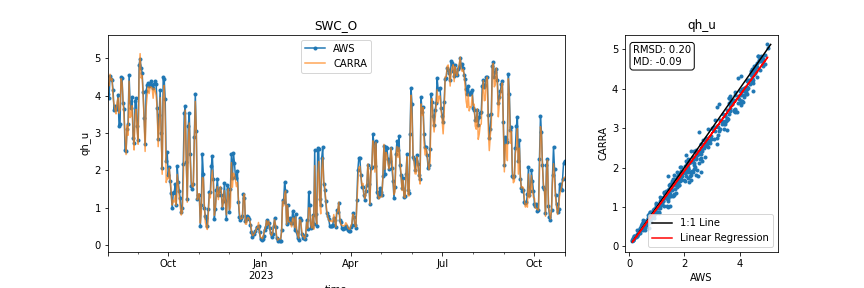 SWC_O
qh_u
AWS
CARRA
qh_u
5
4
3
2
1
0
Oct
Jan
2023
Apr
Jul
Oct
time
qh_u
RMSD: 0.20
MD: -0.09
CARRA
5
4
3
2
1
0
1:1 Line
Linear Regression
0
2
4
AWS